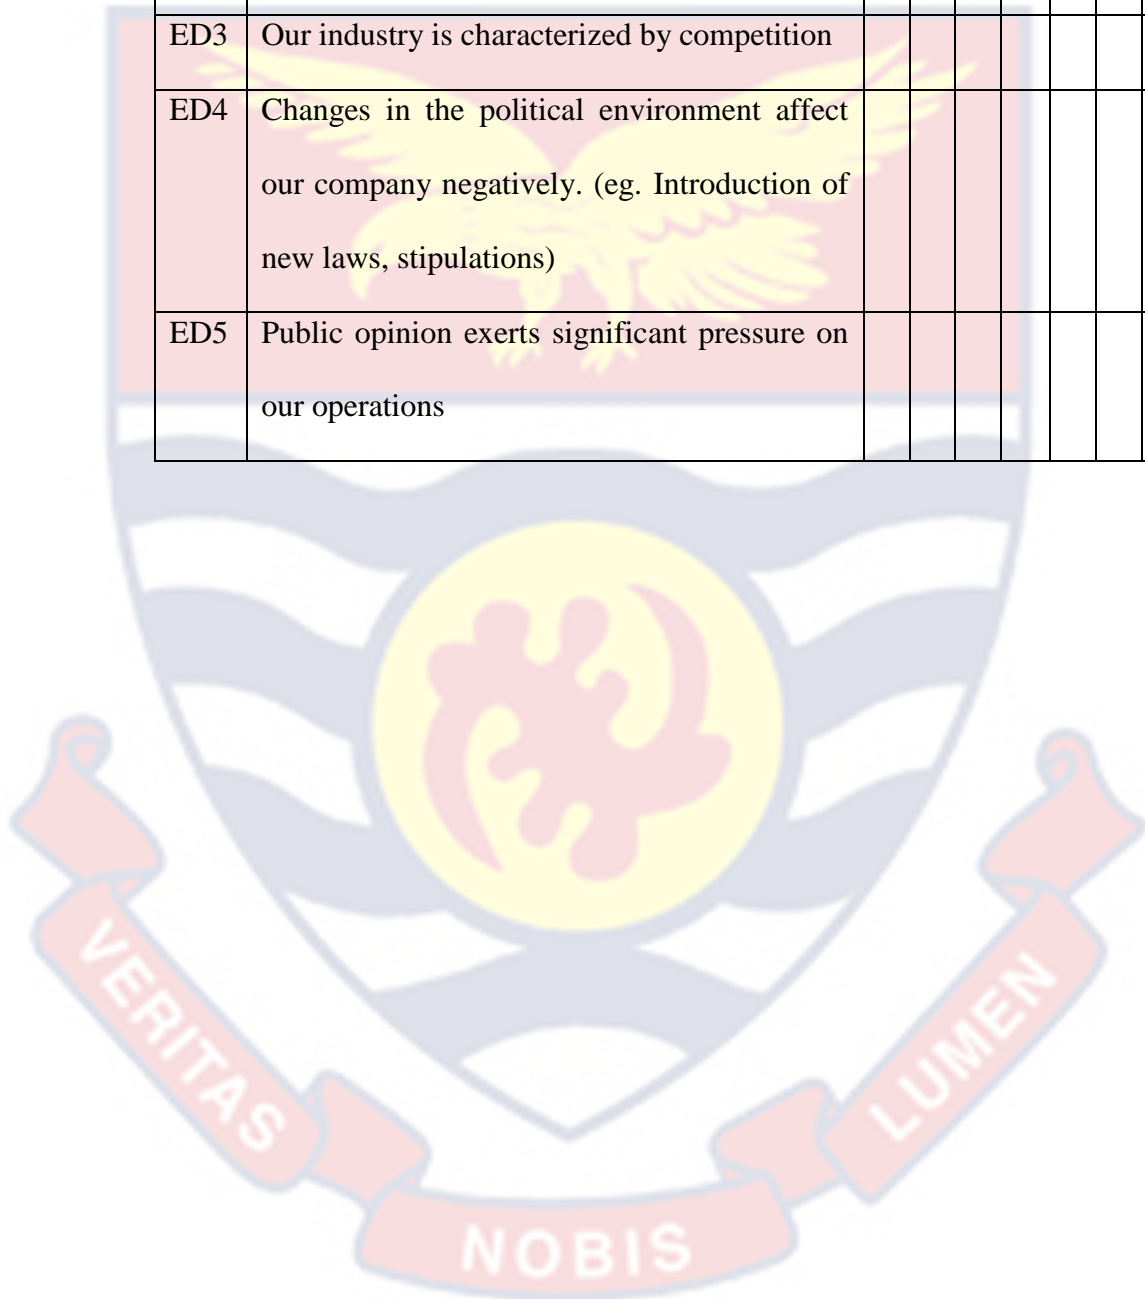 ED3 Our industry is characterized by competition
ED4 Changes in the political environment affect
our company negatively. (eg. Introduction of
new laws, stipulations)
ED5 Public opinion exerts significant pressure on
our operations
VERITAS
NOBIS
LUMEN